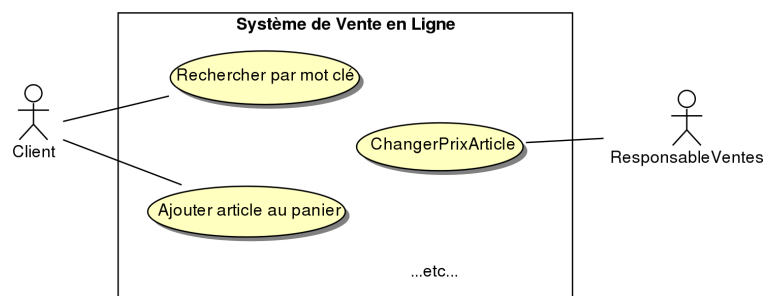 Système de Vente en Ligne
Rechercher par mot clé
Client
ChangerPrixArticle
ResponsableVentes
Ajouter article au panier
...etc...